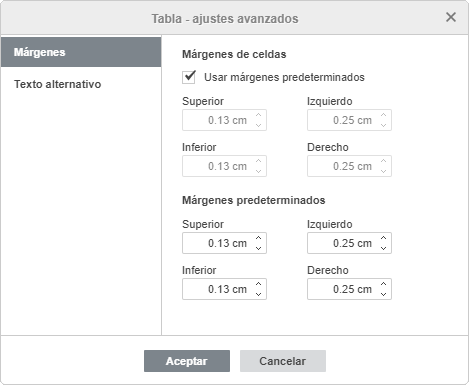 Tabla - ajustes avanzados
Márgenes
Texto alternativo
Márgenes de celdas
Usar márgenes predeterminados
Superior Izquierdo
0.13 cm 0.25 cm
Inferior Derecho
0.13 cm 0.25 cm
Márgenes predeterminados
Superior Izquierdo
0.13 cm 0.25 cm
Inferior Derecho
0.13 cm 0.25 cm
Aceptar Cancelar